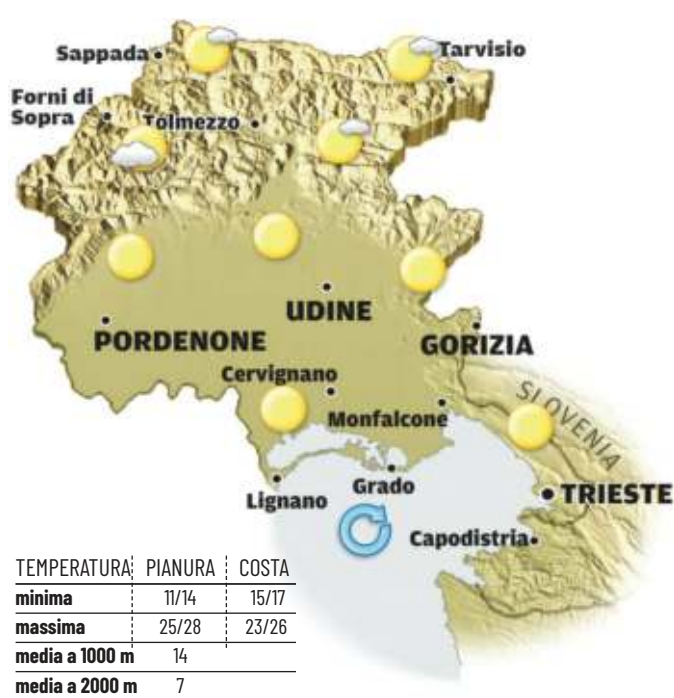 Sappada
Tarvisio
Forni di
Sopra
Tolmezzo
UDINE
PORDENONE
GORIZIA
Cervignano
SLOVENIA
Monfalcone
Lignano
Grado
TRIESTE
Capodistria
TEMPERATURA PIANURA COSTA
minima 11/14 15/17
massima 25/28 23/26
media a 1000 m 14
media a 2000 m 7